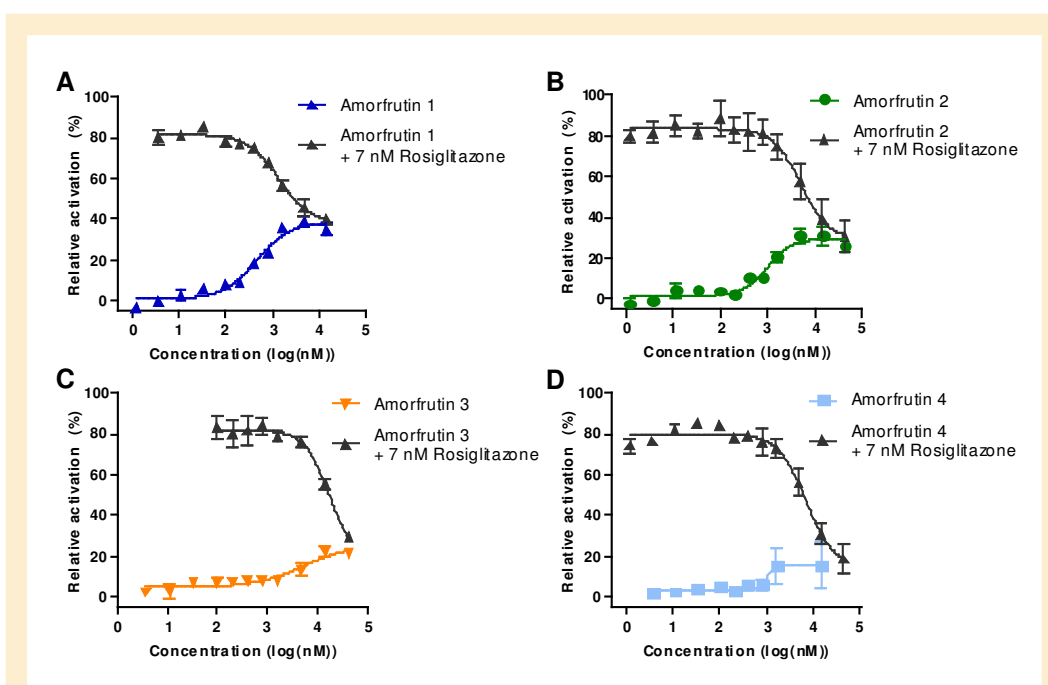 A
100
80
60
40
20
0
Relative activation (%)
0 1 2 3 4 5
Concentration (log(nM))
Amorfrutin 1
Amorfrutin 1
+ 7 nM Rosiglitazone
B
100
80
60
40
20
0
Relative activation (%)
0 1 2 3 4 5
Concentration (log(nM))
Amorfrutin 2
Amorfrutin 2
+ 7 nM Rosiglitazone
C
100
80
60
40
20
0
Relative activation (%)
0 1 2 3 4 5
Concentration (log(nM))
Amorfrutin 3
Amorfrutin 3
+ 7 nM Rosiglitazone
D
100
80
60
40
20
0
Relative activation (%)
0 1 2 3 4 5
Concentration (log(nM))
Amorfrutin 4
Amorfrutin 4
+ 7 nM Rosiglitazone